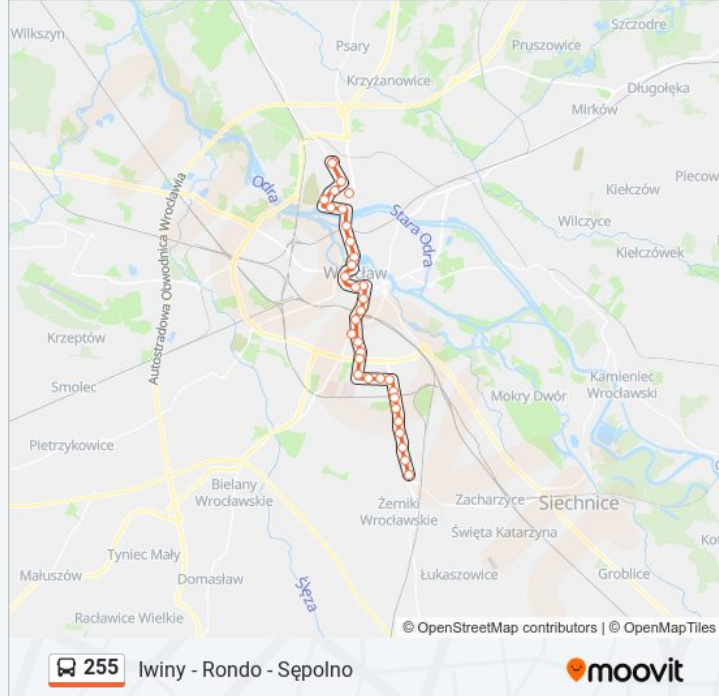 Wilkszyn
Szczodre
Psary
Pruszowice
Krzyżanowice
Długołęka
Mirków
Odra
Kiełczów
Piecow
Stara Odra
Wilczyce
Kiełczówek
Autostradowa Obwodnica Wrocławia
Krzeptów
Kamieniec
Wrocławski
Smolec
Mokry Dwór
Pietrzykowice
Bielany
Wrocławskie
Żerniki
Wrocławskie
Zacharzyce
Siechnice
Święta Katarzyna
Kot
Tyniec Mały
Małuszów
Domasław
Ślęza
Łukaszowice
Groblice
Racławice Wielkie
© OpenStreetMap contributors | © OpenMapTiles
255 Iwiny - Rondo - Sępolno
moovit